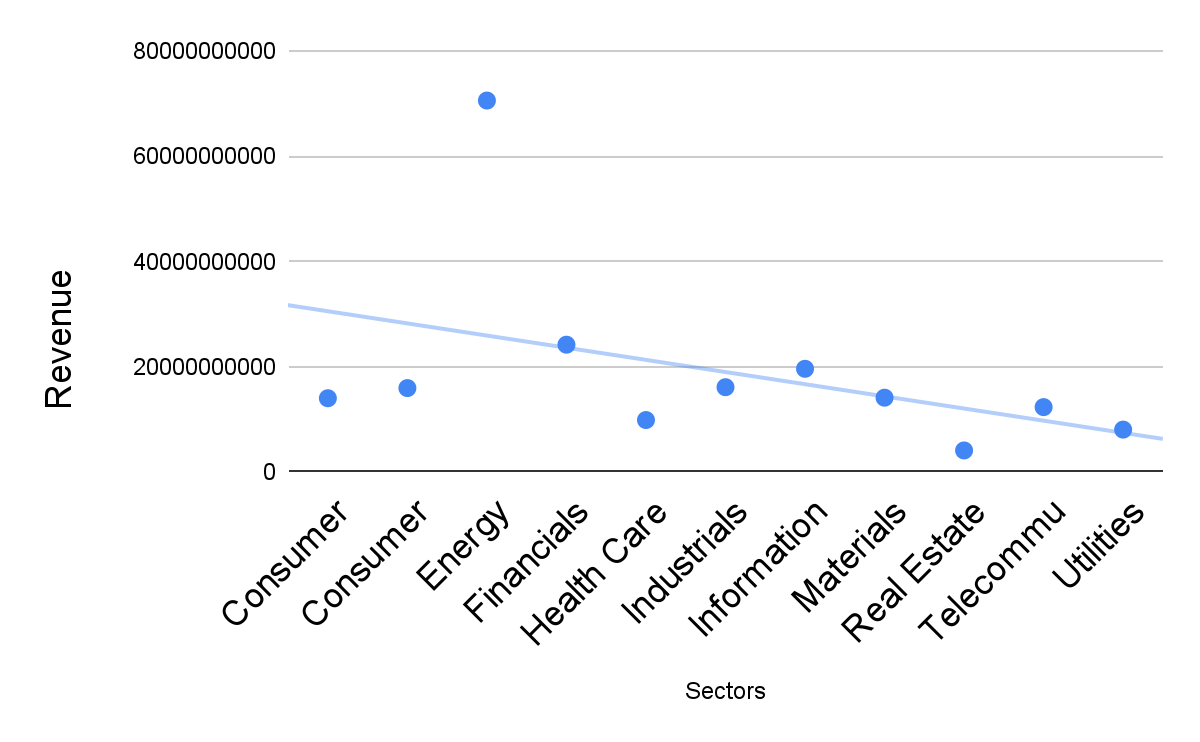 80000000000
60000000000
40000000000
20000000000
0
Revenue
Consumer
Consumer
Energy
Financials
Health Care
Industrials
Information
Materials
Real Estate
Telecommu
Utilities
Sectors